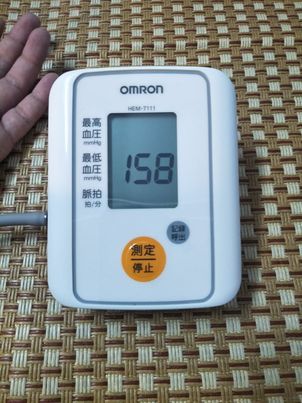 OMRON
HEM-7111
最高
血圧
mmHg
最低
血圧
mmHg
158
脈拍
拍/分
記録
呼出
測定
停止